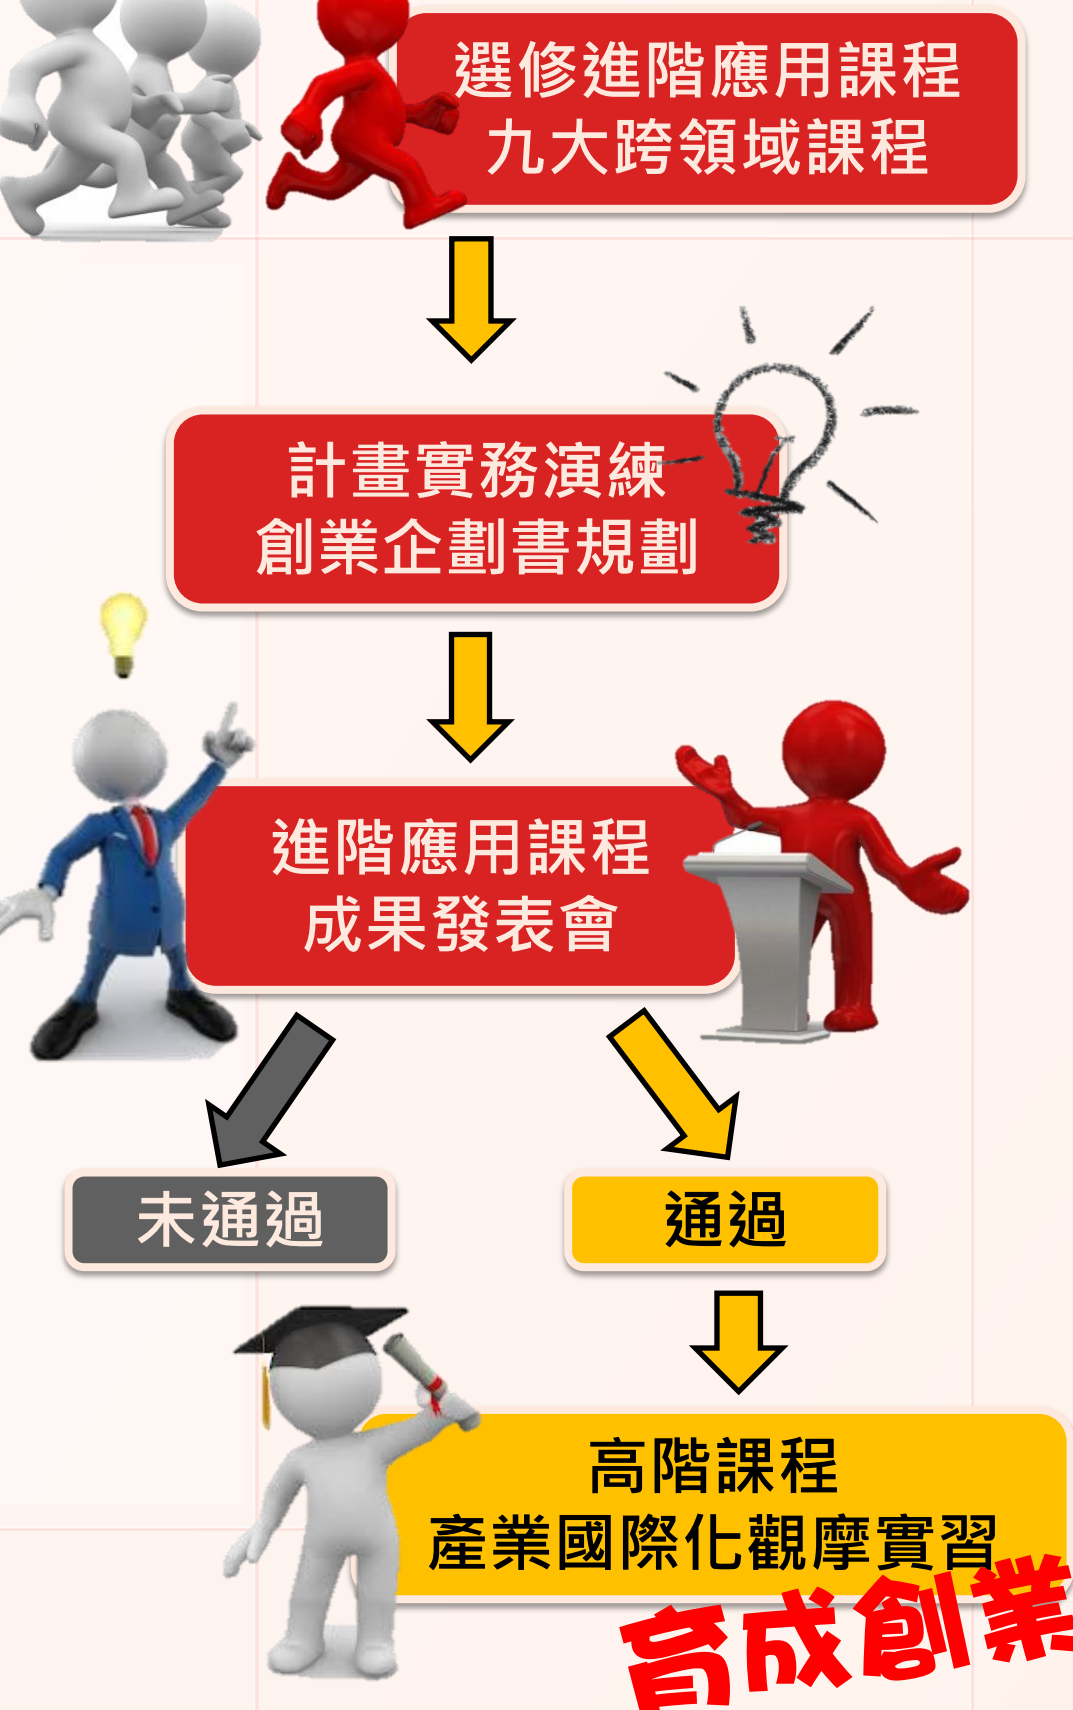 選修進階應用課程
九大跨領域課程
計畫實務演練
創業企劃書規劃
進階應用課程
成果發表會
未通過
通過
高階課程
產業國際化觀摩實習
育成創業